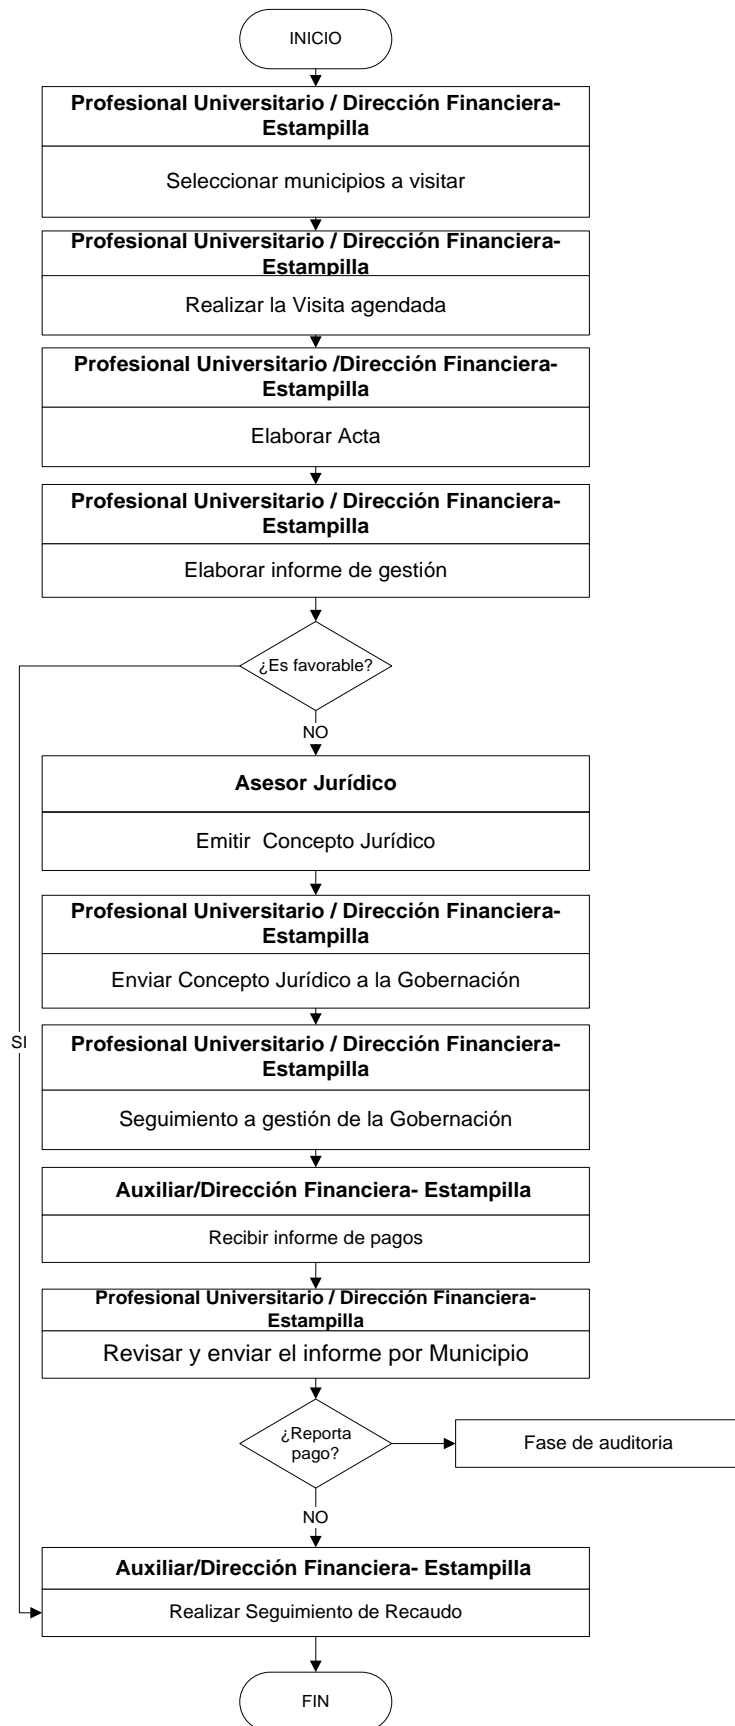 INICIO
Profesional Universitario / Dirección Financiera-
Estampilla
Seleccionar municipios a visitar
Profesional Universitario / Dirección Financiera-
Estampilla
Realizar la Visita agendada
Profesional Universitario /Dirección Financiera-
Estampilla
Elaborar Acta
Profesional Universitario / Dirección Financiera-
Estampilla
Elaborar informe de gestión
¿Es favorable?
NO
Asesor Jurídico
Emitir  Concepto Jurídico
Profesional Universitario / Dirección Financiera-
Estampilla
Enviar Concepto Jurídico a la Gobernación
SI
Profesional Universitario / Dirección Financiera-
Estampilla
Seguimiento a gestión de la Gobernación
Auxiliar/Dirección Financiera- Estampilla
Recibir informe de pagos
Profesional Universitario / Dirección Financiera-
Estampilla
Revisar y enviar el informe por Municipio
¿Reporta
pago?
Fase de auditoria
NO
Auxiliar/Dirección Financiera- Estampilla
Realizar Seguimiento de Recaudo
FIN